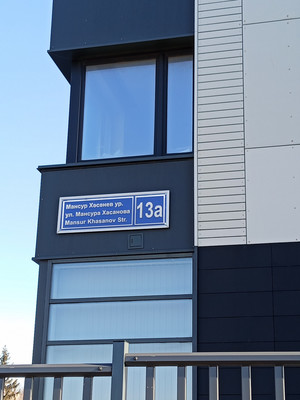 Мансур Хәсәнев ур.
ул. Мансура Хасанова
Mansur Khasanov Str.
13а